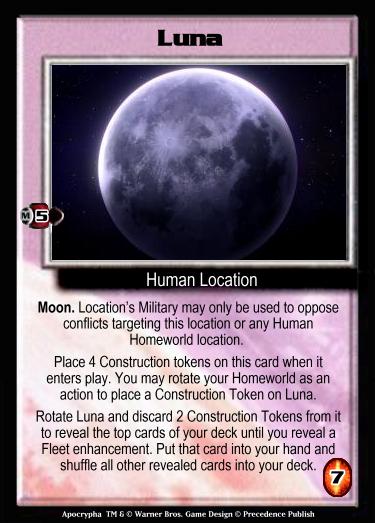 Luna
M 5
Human Location
Moon. Location's Military may only be used to oppose
conflicts targeting this location or any Human
Homeworld location.
Place 4 Construction tokens on this card when it
enters play. You may rotate your Homeworld as an
action to place a Construction Token on Luna.
Rotate Luna and discard 2 Construction Tokens from it
to reveal the top cards of your deck until you reveal a
Fleet enhancement. Put that card into your hand and
shuffle all other revealed cards into your deck.
7
Apocrypha TM & © Warner Bros. Game Design © Precedence Publish